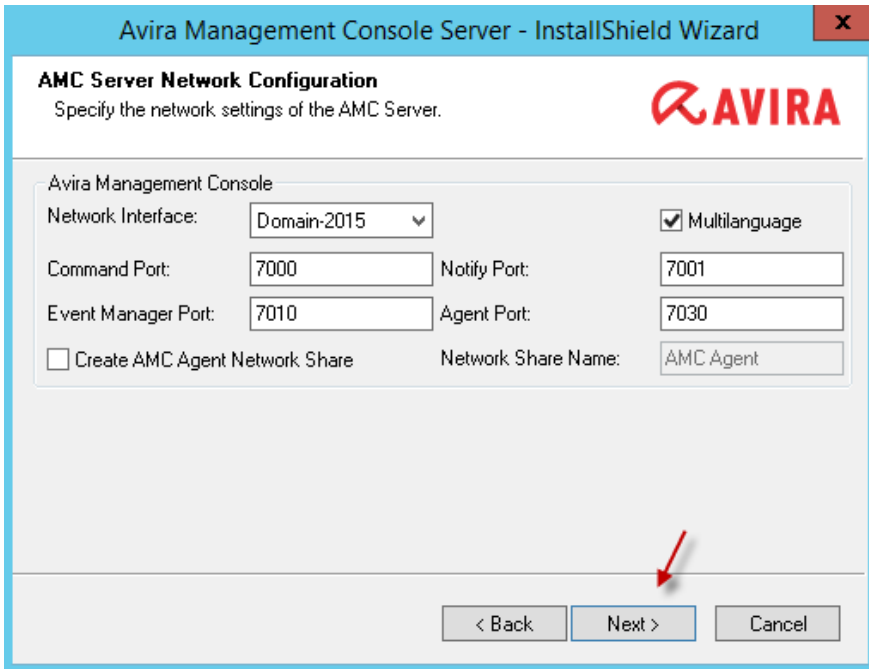 Avira Management Console Server - InstallShield Wizard
x
AMC Server Network Configuration
Specify the network settings of the AMC Server.
AVIRA
Avira Management Console
Network Interface: Domain-2015 Multilanguage
Command Port: 7000 Notify Port: 7001
Event Manager Port: 7010 Agent Port: 7030
Create AMC Agent Network Share Network Share Name: AMC Agent
< Back Next > Cancel